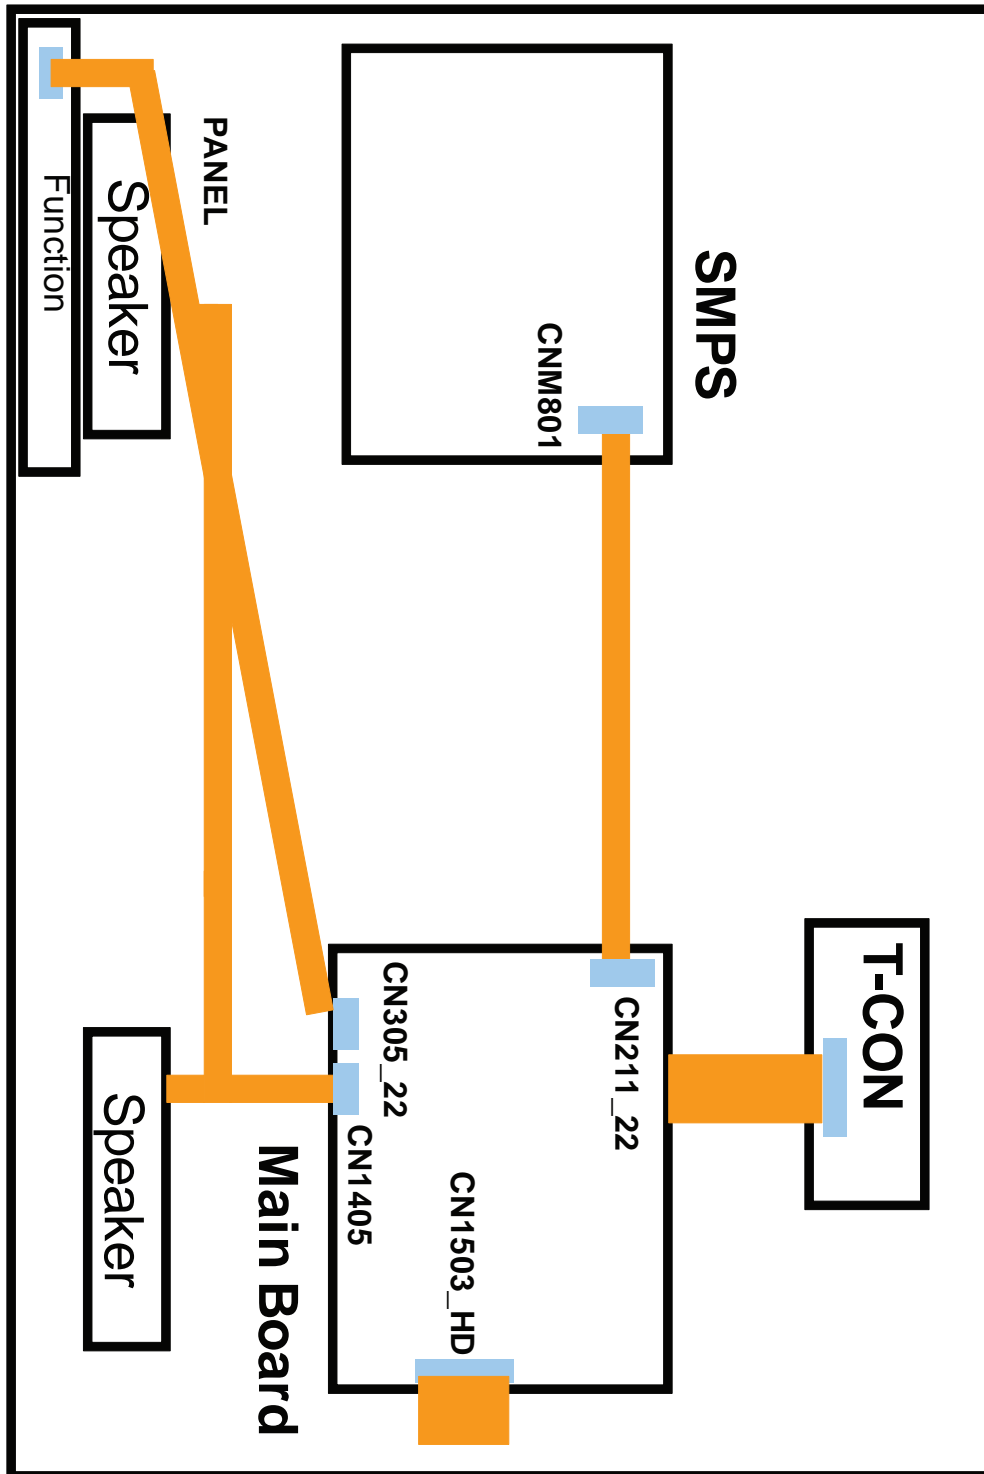 SMPS
CNM801
PANEL
Speaker
Function
T-CON
CN211_22
CN305_22
CN1405
CN1503_HD
Main Board
Speaker